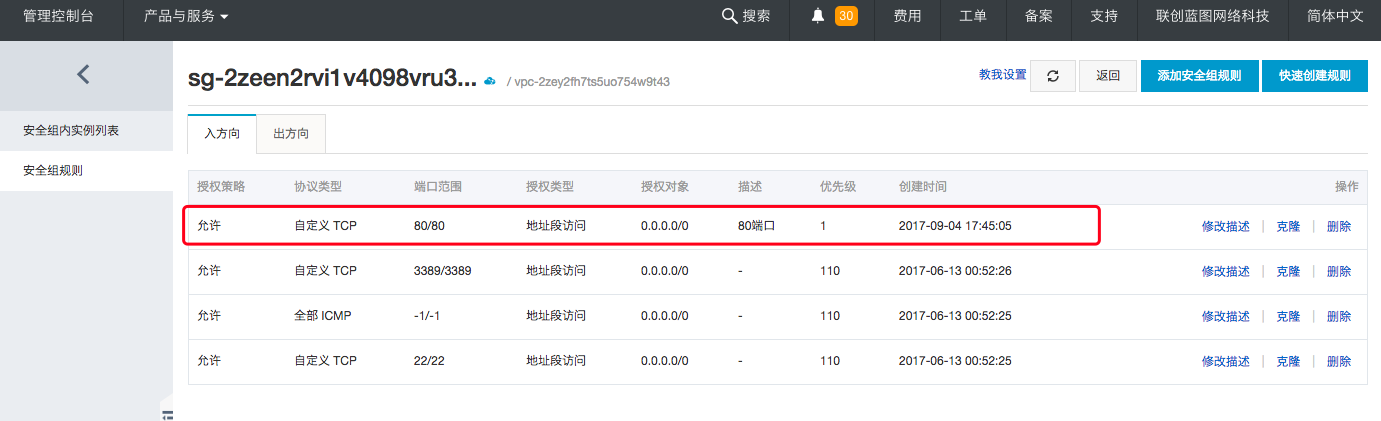 管理控制台 产品与服务 搜索 30 费用 工单 备案 支持 联创蓝图网络科技 简体中文
sg-2zeen2rvi1v4098vru3... / vpc-2zey2fh7ts5uo754w9t43 教我设置 返回 添加安全组规则 快速创建规则
安全组内实例列表
安全组规则
入方向 出方向
授权策略 协议类型 端口范围 授权类型 授权对象 描述 优先级 创建时间 操作
允许 自定义 TCP 80/80 地址段访问 0.0.0.0/0 80端口 1 2017-09-04 17:45:05 修改描述 | 克隆 | 删除
允许 自定义 TCP 3389/3389 地址段访问 0.0.0.0/0 - 110 2017-06-13 00:52:26 修改描述 | 克隆 | 删除
允许 全部 ICMP -1/-1 地址段访问 0.0.0.0/0 - 110 2017-06-13 00:52:25 修改描述 | 克隆 | 删除
允许 自定义 TCP 22/22 地址段访问 0.0.0.0/0 - 110 2017-06-13 00:52:25 修改描述 | 克隆 | 删除